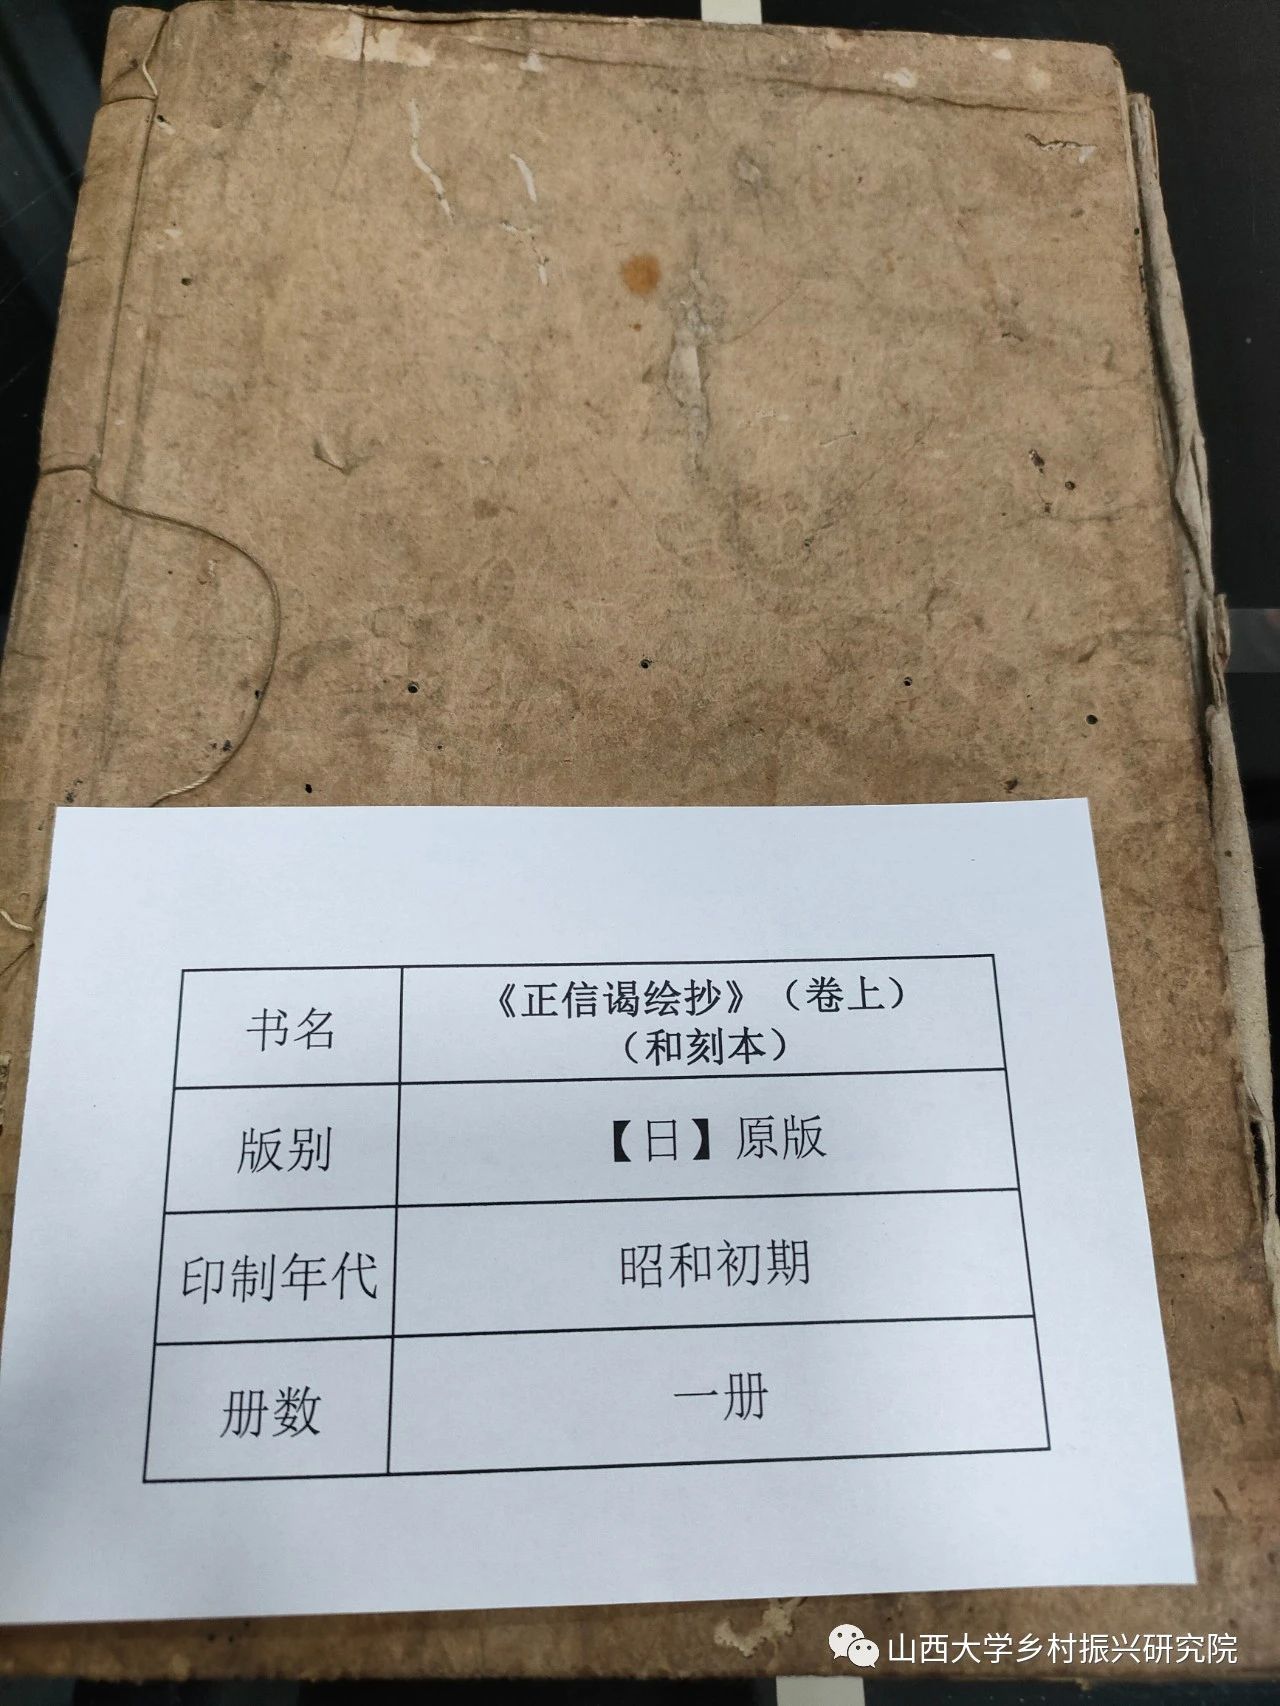 书名
《正信谒绘抄》（卷上）
（和刻本）
版别
【日】原版
印制年代
昭和初期
册数
一册
山西大学乡村振兴研究院